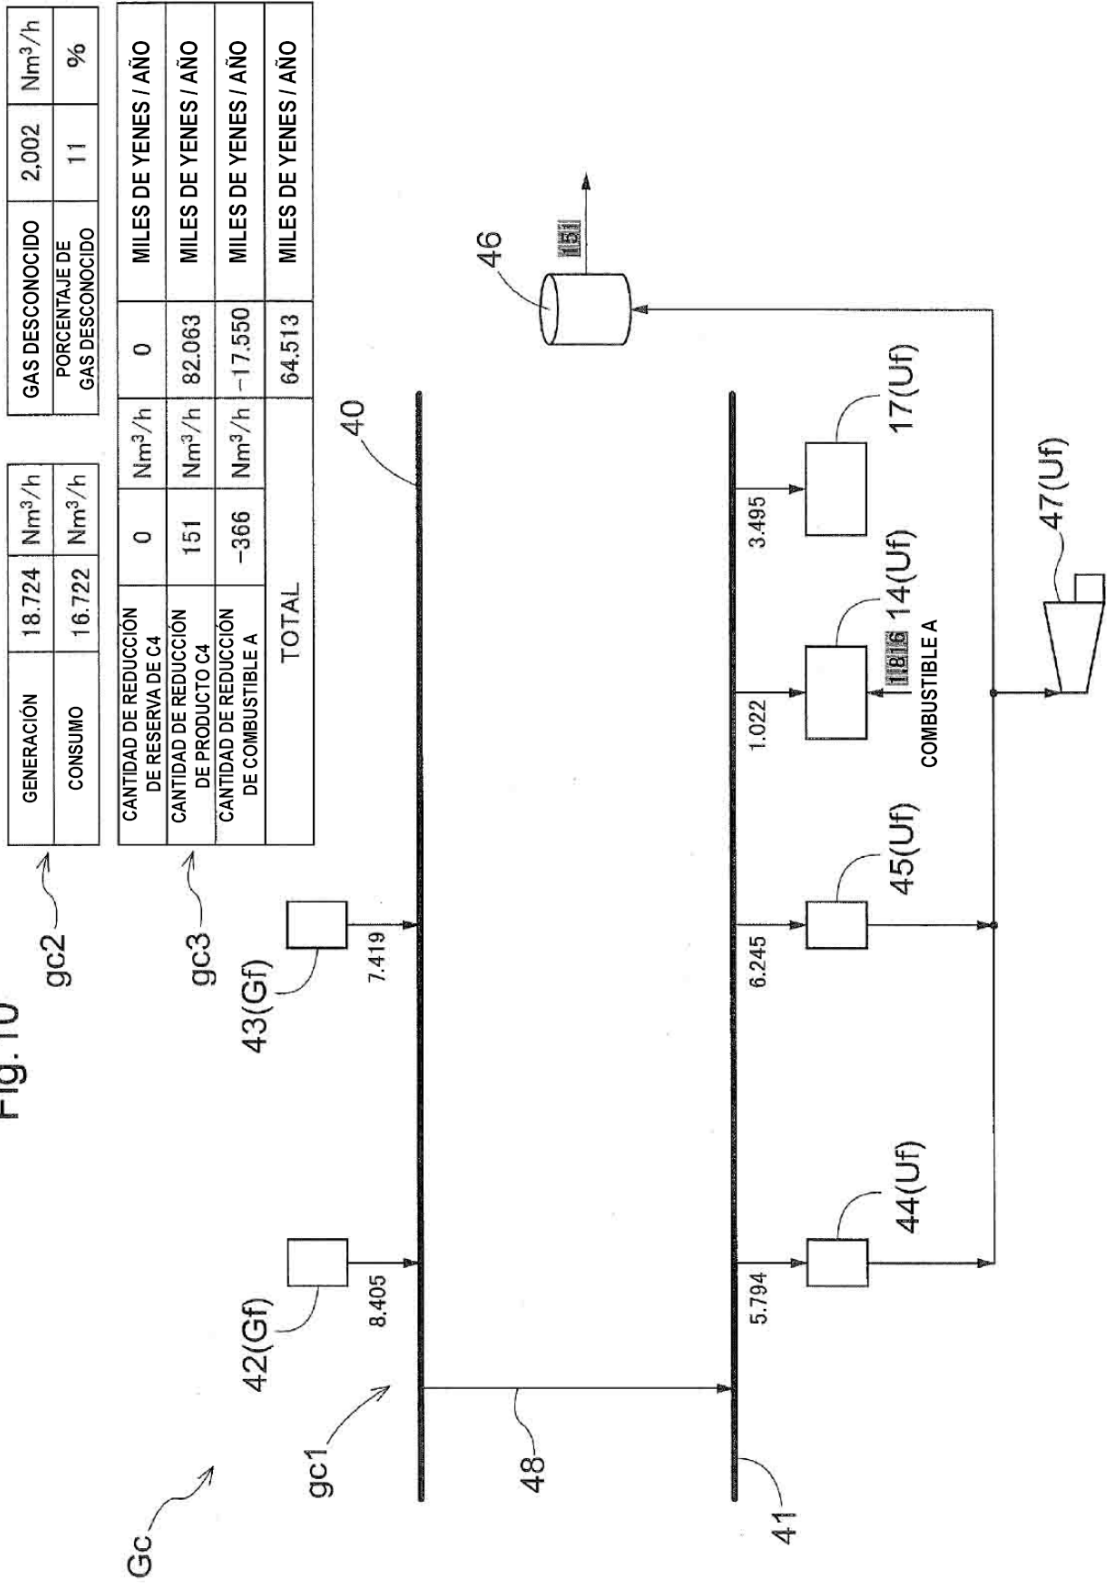 Fig. 10
Gc
gc2
GENERACIÓN 18.724 Nm³/h
CONSUMO 16.722 Nm³/h
GAS DESCONOCIDO 2,002 Nm³/h
PORCENTAJE DE
GAS DESCONOCIDO 11 %
gc3
CANTIDAD DE REDUCCIÓN
DE RESERVA DE C4 0 Nm³/h 0 MILES DE YENES / AÑO
CANTIDAD DE REDUCCIÓN
DE PRODUCTO C4 151 Nm³/h 82.063 MILES DE YENES / AÑO
CANTIDAD DE REDUCCIÓN
DE COMBUSTIBLE A -366 Nm³/h -17.550 MILES DE YENES / AÑO
TOTAL 64.513 MILES DE YENES / AÑO
gc1
42(Gf)
43(Gf)
8.405
7.419
40
46
151
48
41
5.794
6.245
1.022
3.495
44(Uf)
45(Uf)
14(Uf)
17(Uf)
1.816
COMBUSTIBLE A
47(Uf)